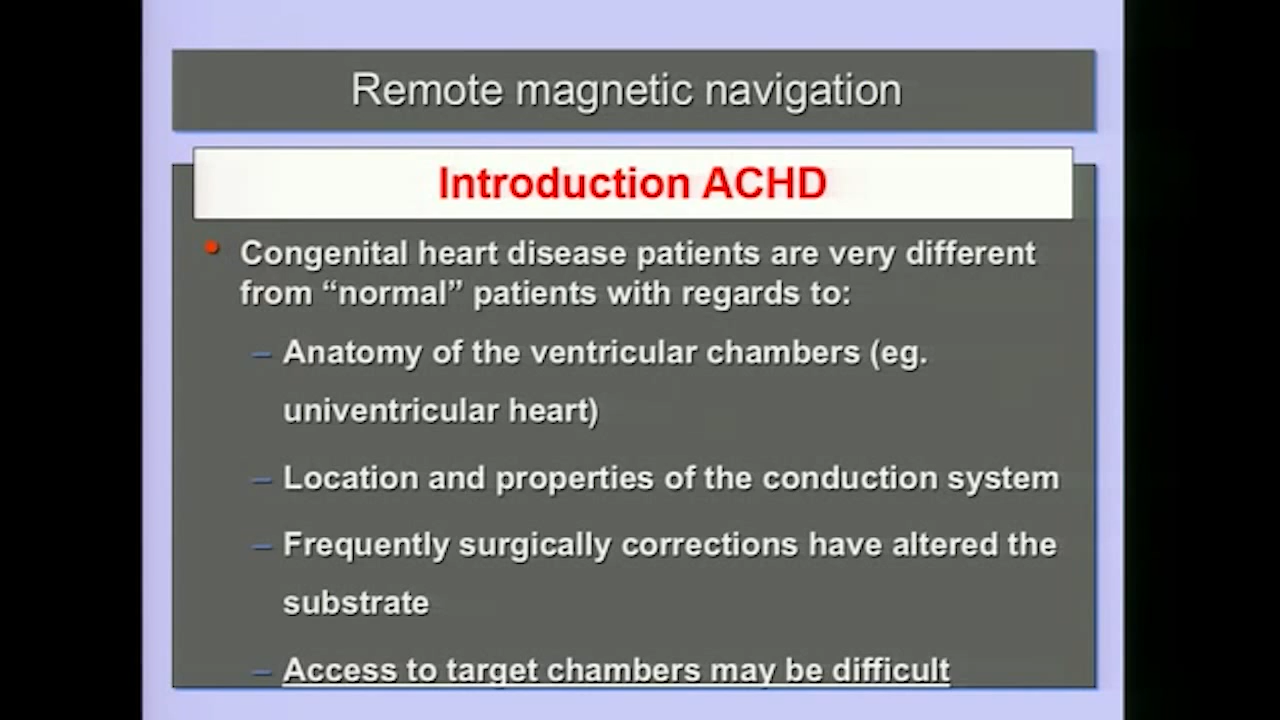 Remote magnetic navigation
Introduction ACHD
• Congenital heart disease patients are very different
from “normal” patients with regards to:
– Anatomy of the ventricular chambers (eg.
univentricular heart)
– Location and properties of the conduction system
– Frequently surgically corrections have altered the
substrate
– Access to target chambers may be difficult